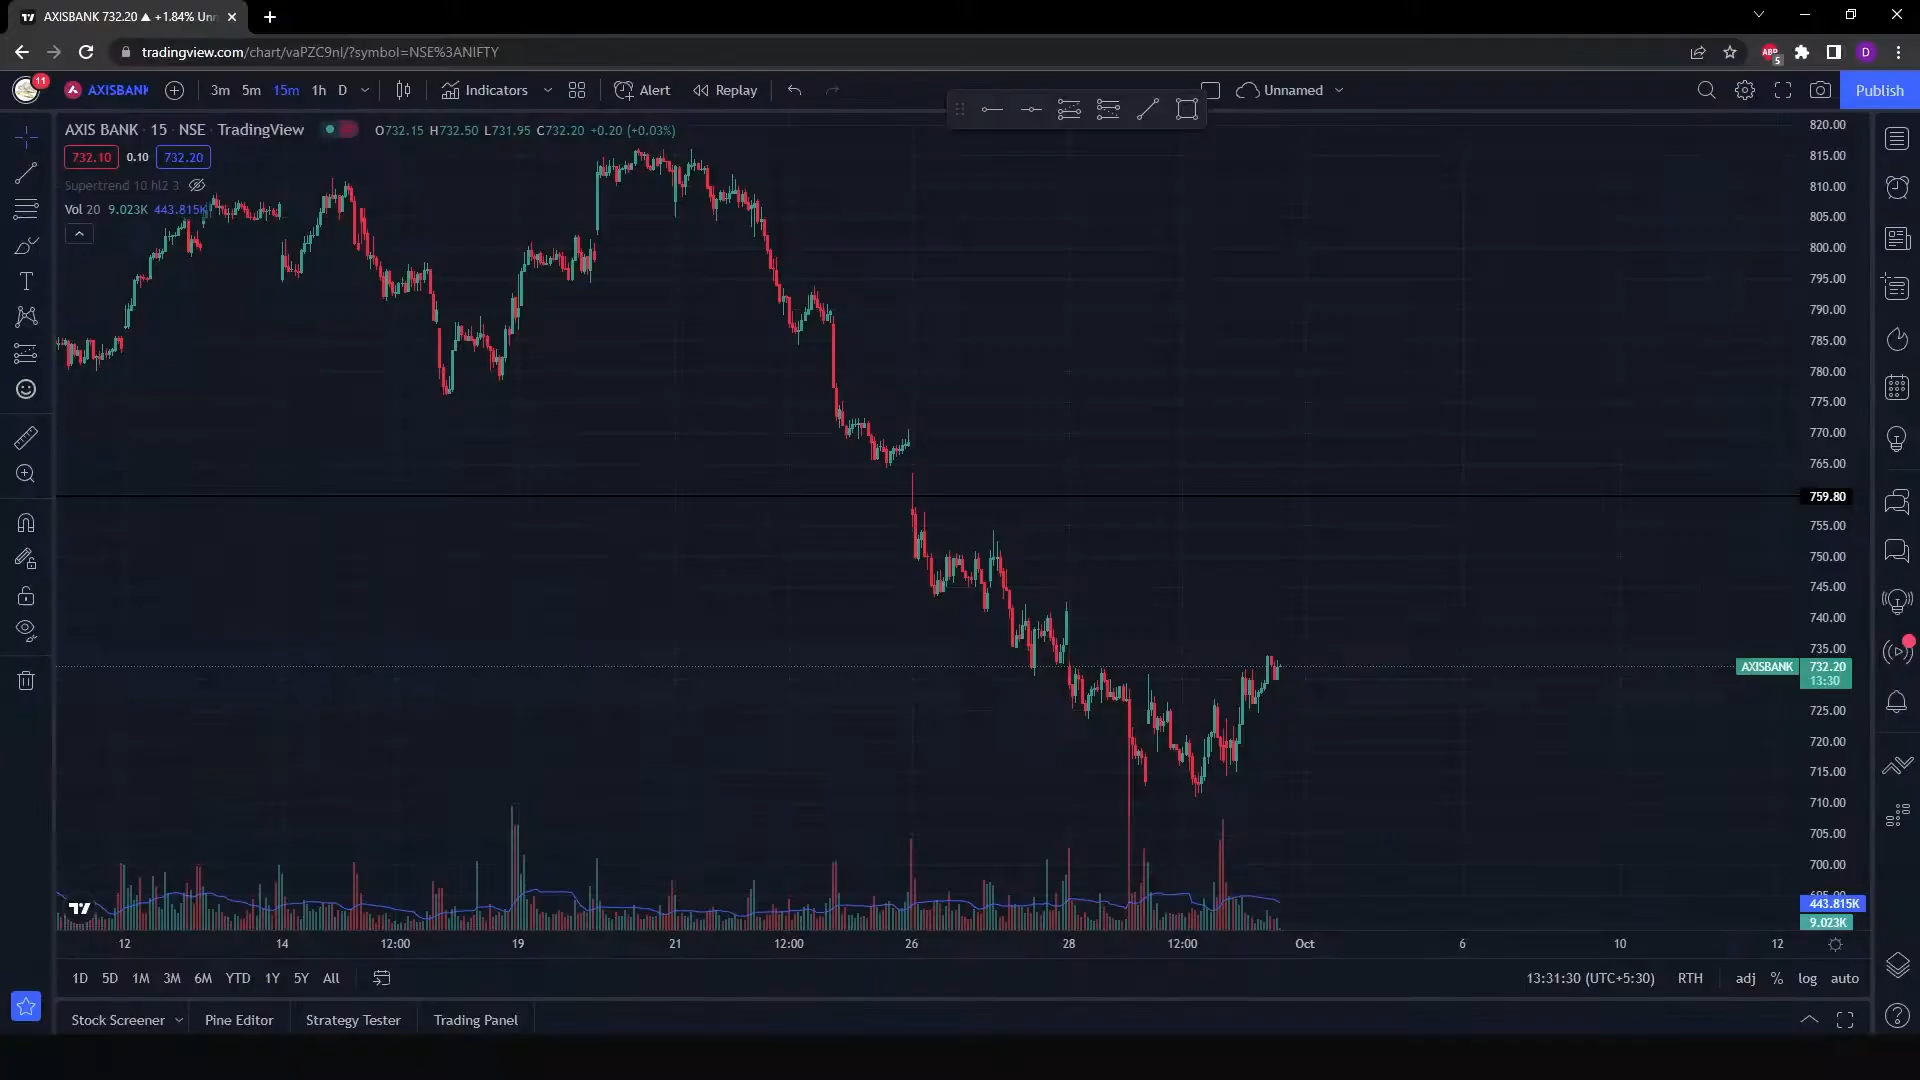 AXISBANK 732.20 ▲ +1.84% Unn
tradingview.com/chart/vaPZC9nl/?symbol=NSE%3ANIFTY
ABP 5 D
11 AXISBANK 3m 5m 15m 1h D Indicators Alert Replay Unnamed Publish
AXIS BANK · 15 · NSE · TradingView O732.15 H732.50 L731.95 C732.20 +0.20 (+0.03%)
732.10 0.10 732.20
Supertrend 10 hl2 3
Vol 20 9.023K 443.815K
820.00
815.00
810.00
805.00
800.00
795.00
790.00
785.00
780.00
775.00
770.00
765.00
759.80
755.00
750.00
745.00
740.00
735.00
AXISBANK 732.20
13:30
725.00
720.00
715.00
710.00
705.00
700.00
695.00
443.815K
9.023K
12 14 12:00 19 21 12:00 26 28 12:00 Oct 6 10 12
1D 5D 1M 3M 6M YTD 1Y 5Y All 13:31:30 (UTC+5:30) RTH adj % log auto
Stock Screener Pine Editor Strategy Tester Trading Panel